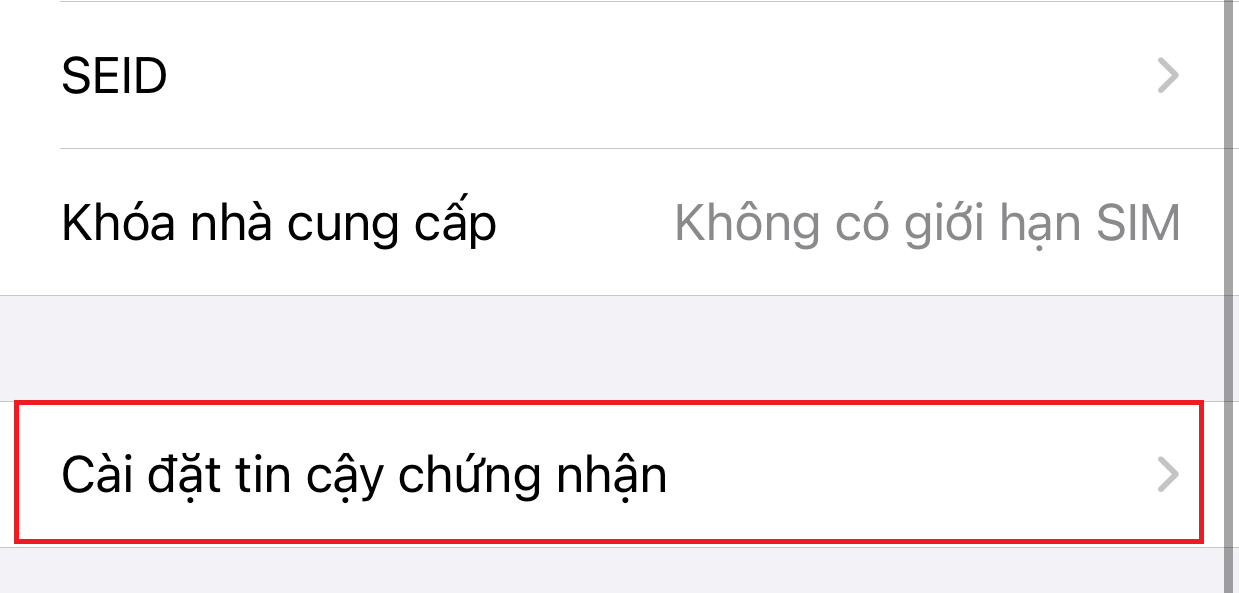 SEID
Khóa nhà cung cấp Không có giới hạn SIM
Cài đặt tin cậy chứng nhận